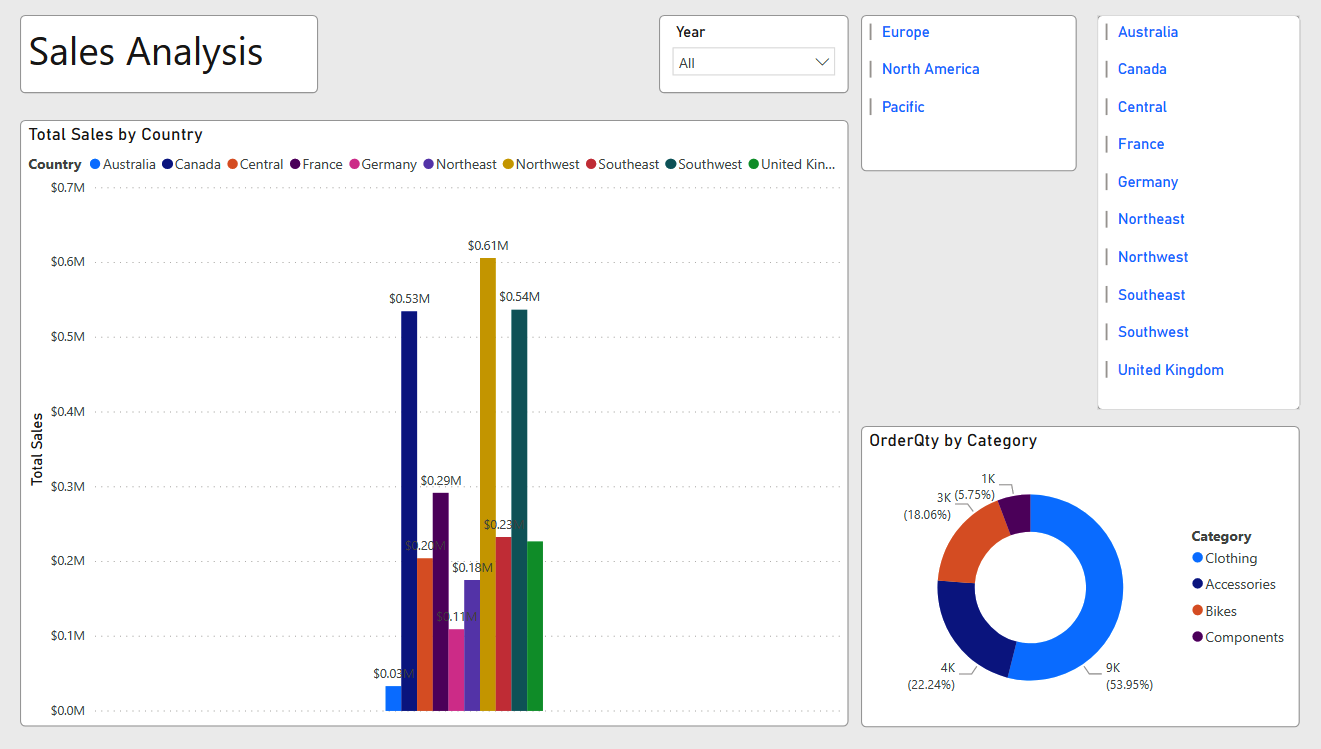 Sales Analysis
Year
All
Europe
North America
Pacific
Australia
Canada
Central
France
Germany
Northeast
Northwest
Southeast
Southwest
United Kingdom
Total Sales by Country
Country Australia Canada Central France Germany Northeast Northwest Southeast Southwest United Kin...
$0.7M
$0.6M
$0.5M
$0.4M
$0.3M
$0.2M
$0.1M
$0.0M
Total Sales
$0.03M
$0.53M
$0.20M
$0.29M
$0.11M
$0.18M
$0.61M
$0.23M
$0.54M
OrderQty by Category
1K
(5.75%)
3K
(18.06%)
4K
(22.24%)
9K
(53.95%)
Category
Clothing
Accessories
Bikes
Components